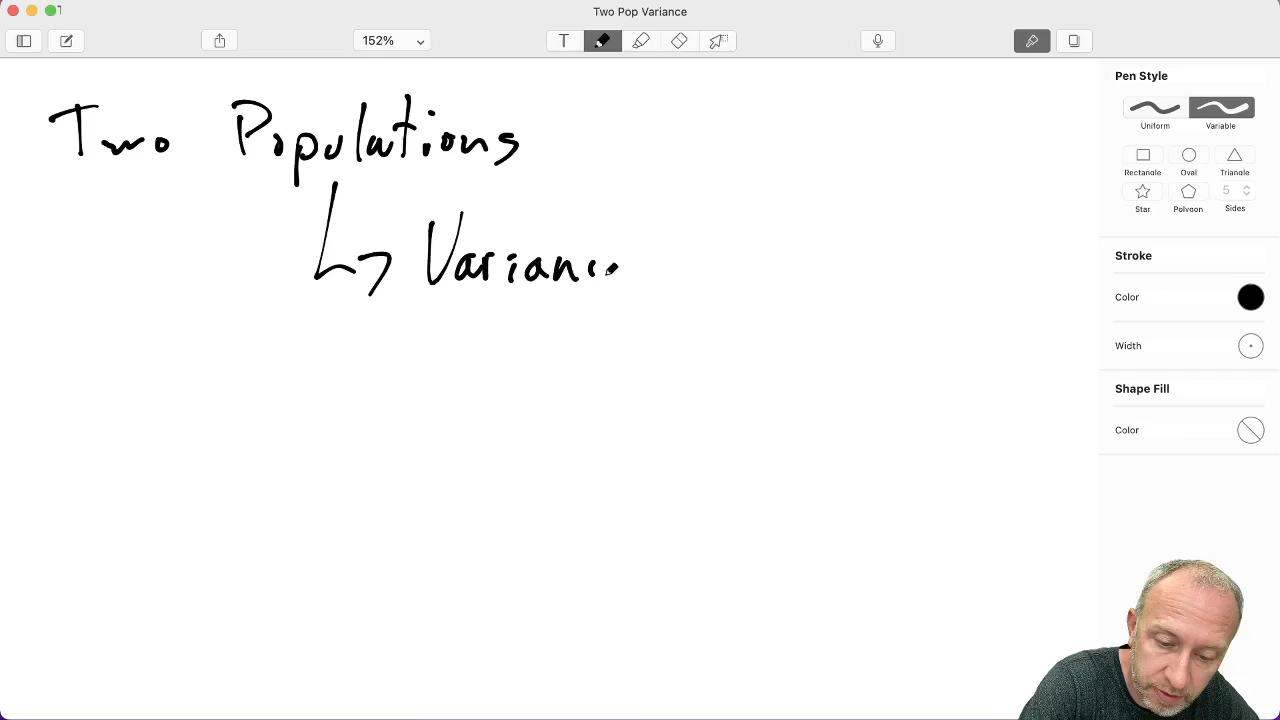 Two Pop Variance
152%
T
Pen Style
Uniform Variable
Rectangle Oval Triangle
5
Star Polygon Sides
Stroke
Color
Width
Shape Fill
Color
Two Populations
↳ Varianc